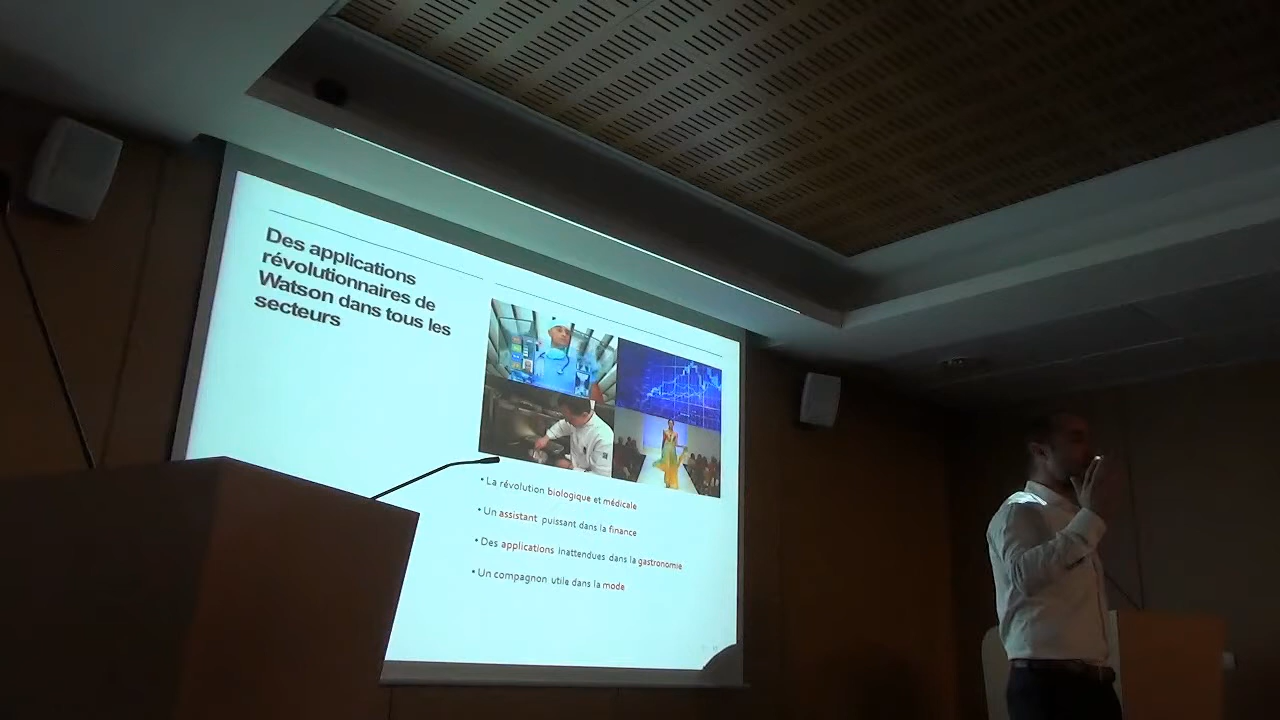 Des applications
révolutionnaires de
Watson dans tous les
secteurs
• La révolution biologique et médicale
• Un assistant puissant dans la finance
• Des applications inattendues dans la gastronomie
• Un compagnon utile dans la mode